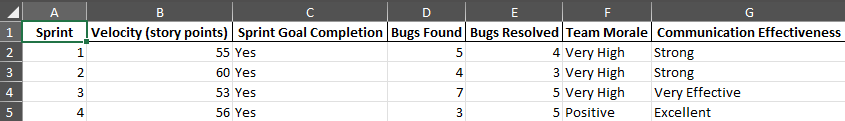 A B C D E F G
1 Sprint Velocity (story points) Sprint Goal Completion Bugs Found Bugs Resolved Team Morale Communication Effectiveness
2 1 55 Yes 5 4 Very High Strong
3 2 60 Yes 4 3 Very High Strong
4 3 53 Yes 7 5 Very High Very Effective
5 4 56 Yes 3 5 Positive Excellent